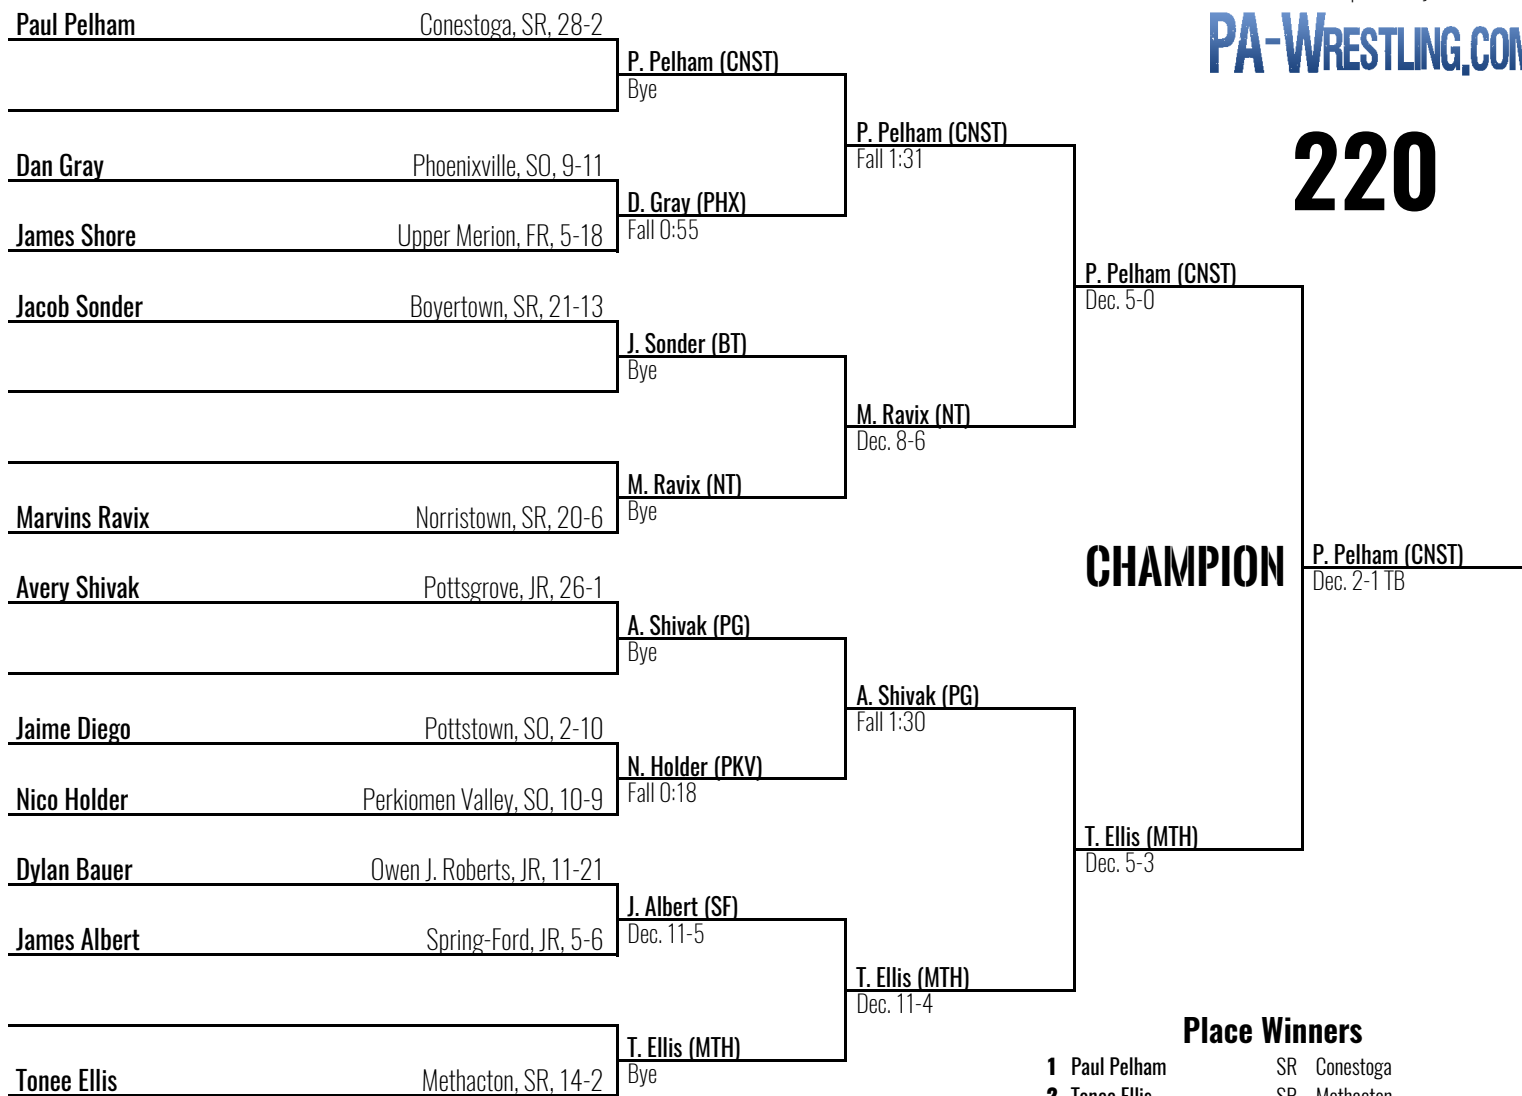 PA-WRESTLING.COM
220
Paul Pelham Conestoga, SR, 28-2
P. Pelham (CNST)
Bye
P. Pelham (CNST)
Fall 1:31
Dan Gray Phoenixville, SO, 9-11
D. Gray (PHX)
Fall 0:55
James Shore Upper Merion, FR, 5-18
P. Pelham (CNST)
Dec. 5-0
Jacob Sonder Boyertown, SR, 21-13
J. Sonder (BT)
Bye
M. Ravix (NT)
Dec. 8-6
M. Ravix (NT)
Bye
Marvins Ravix Norristown, SR, 20-6
CHAMPION
P. Pelham (CNST)
Dec. 2-1 TB
Avery Shivak Pottsgrove, JR, 26-1
A. Shivak (PG)
Bye
A. Shivak (PG)
Fall 1:30
Jaime Diego Pottstown, SO, 2-10
N. Holder (PKV)
Fall 0:18
Nico Holder Perkiomen Valley, SO, 10-9
T. Ellis (MTH)
Dec. 5-3
Dylan Bauer Owen J. Roberts, JR, 11-21
J. Albert (SF)
Dec. 11-5
James Albert Spring-Ford, JR, 5-6
T. Ellis (MTH)
Dec. 11-4
T. Ellis (MTH)
Bye
Tonee Ellis Methacton, SR, 14-2
Place Winners
1 Paul Pelham SR Conestoga
2 Tonee Ellis SR Methacton